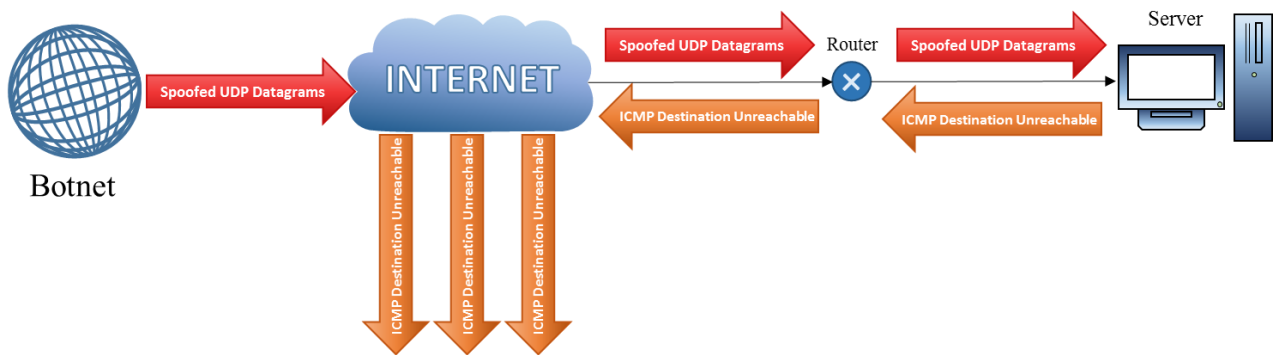 Server
Spoofed UDP Datagrams
Router
Spoofed UDP Datagrams
INTERNET
Spoofed UDP Datagrams
ICMP Destination Unreachable
ICMP Destination Unreachable
Botnet
ICMP Destination Unreachable
ICMP Destination Unreachable
ICMP Destination Unreachable